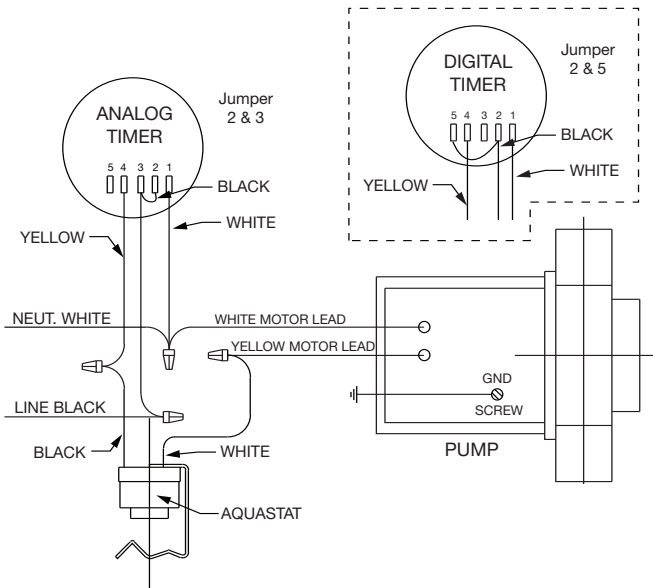 ANALOG
TIMER
Jumper
2 & 3
5 4 3 2 1
BLACK
WHITE
YELLOW
DIGITAL
TIMER
Jumper
2 & 5
5 4 3 2 1
BLACK
WHITE
YELLOW
NEUT. WHITE
WHITE MOTOR LEAD
YELLOW MOTOR LEAD
GND
SCREW
PUMP
LINE BLACK
BLACK
WHITE
AQUASTAT